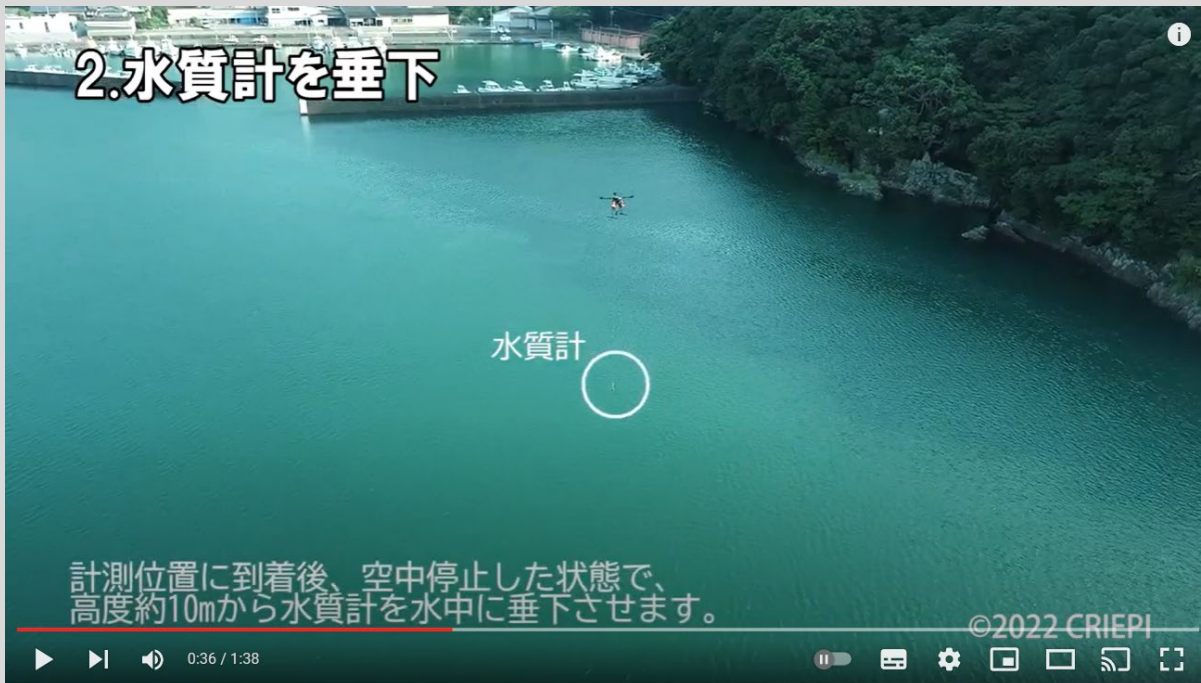 2.水質計を垂下
水質計
計測位置に到着後、空中停止した状態で、
高度約10mから水質計を水中に垂下させます。
©2022 CRIEPI
0:36 / 1:38